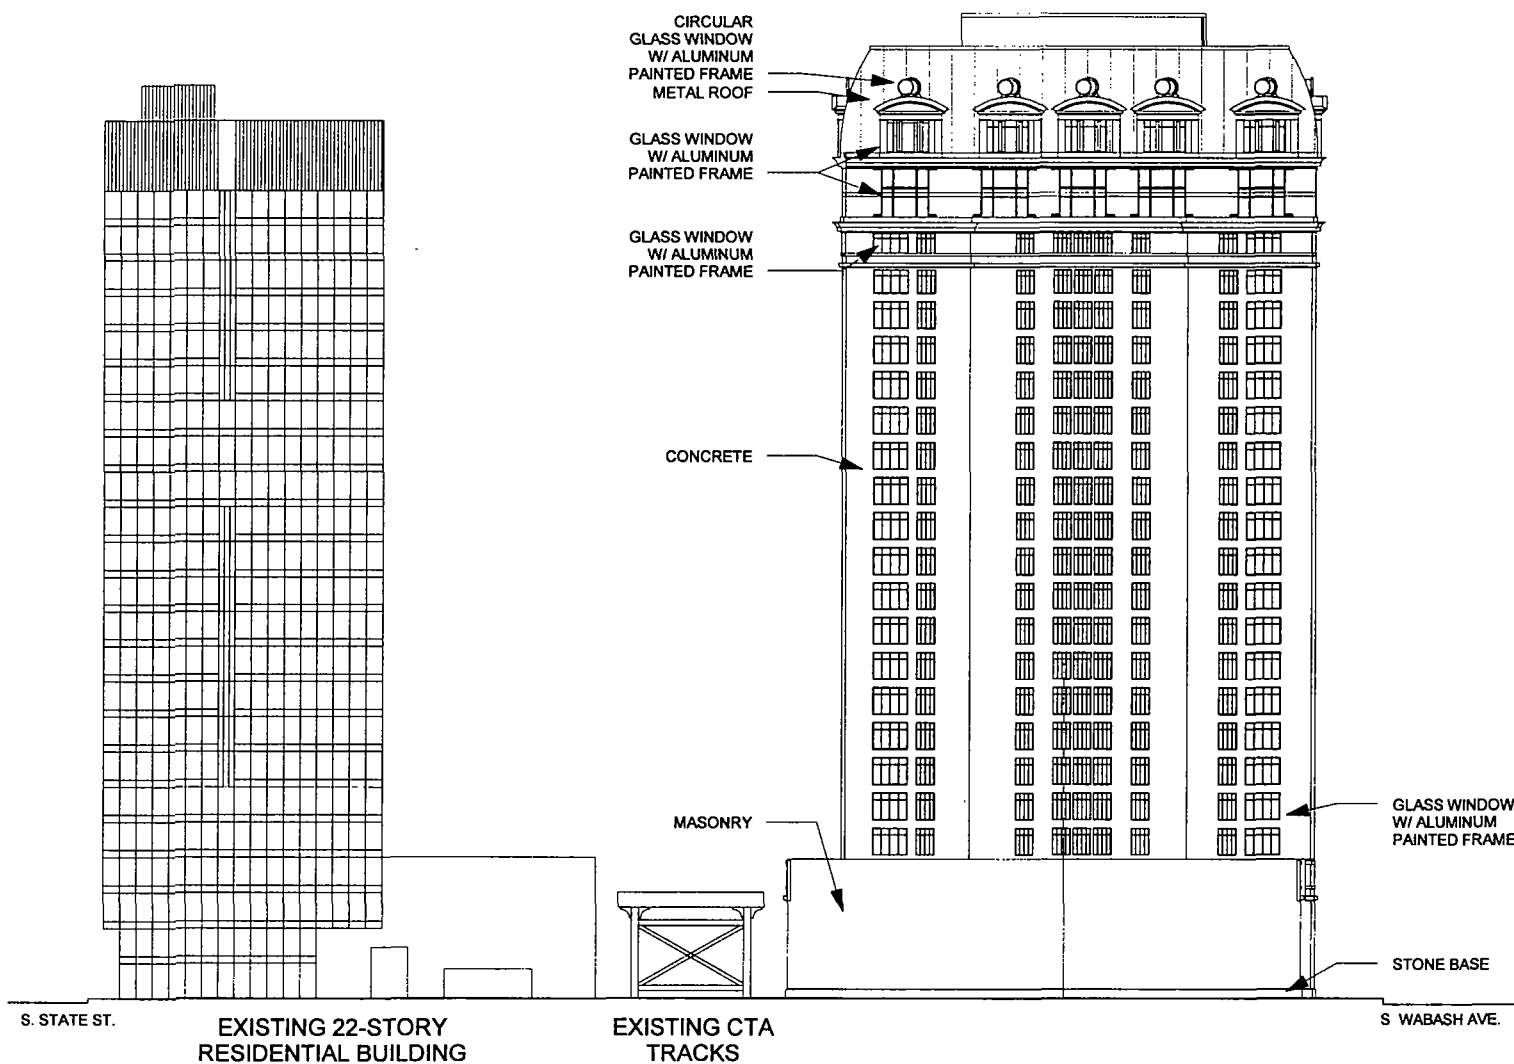 CIRCULAR
GLASS WINDOW
W/ ALUMINUM
PAINTED FRAME
METAL ROOF
GLASS WINDOW
W/ ALUMINUM
PAINTED FRAME
GLASS WINDOW
W/ ALUMINUM
PAINTED FRAME
CONCRETE
MASONRY
GLASS WINDOW
W/ ALUMINUM
PAINTED FRAME
STONE BASE
S. STATE ST.
EXISTING 22-STORY
RESIDENTIAL BUILDING
EXISTING CTA
TRACKS
S WABASH AVE.